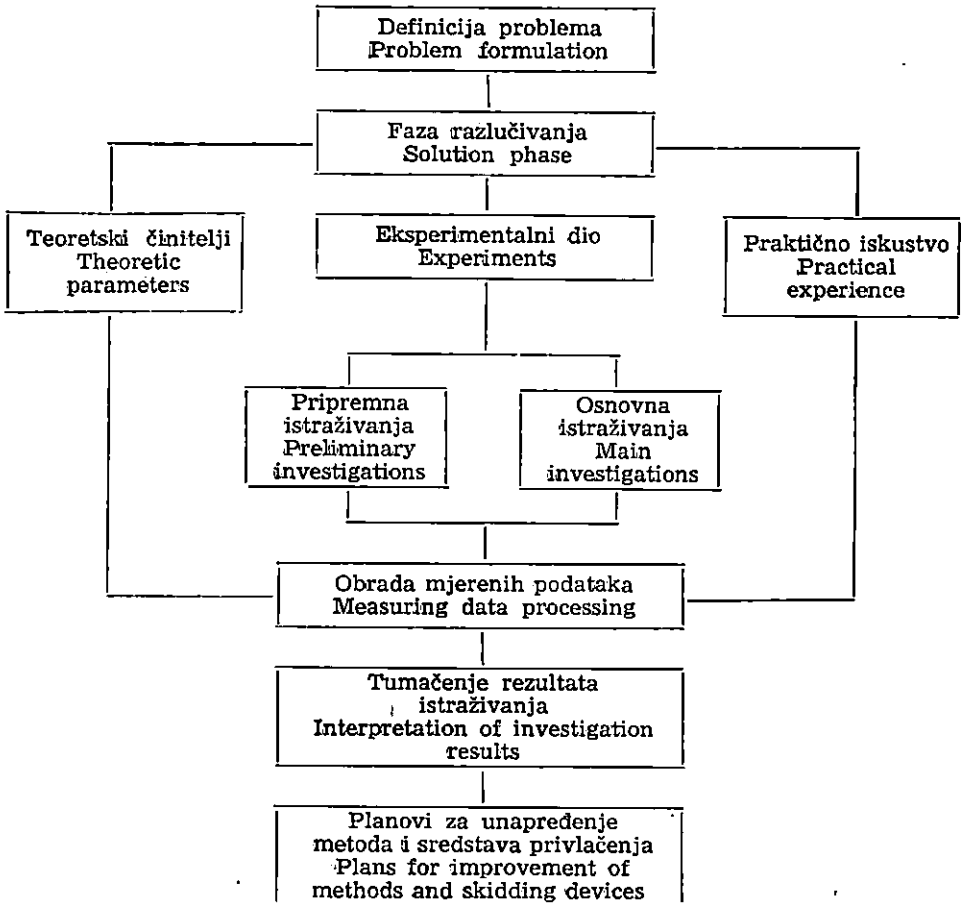 Definicija problema
Problem formulation
Faza razlučivanja
Solution phase
Teoretski činitelji
Theoretic
parameters
Eksperimentalni dio
Experiments
Praktično iskustvo
Practical
experience
Pripremna
istraživanja
Preliminary
investigations
Osnovna
istraživanja
Main
investigations
Obrada mjerenih podataka
Measuring data processing
Tumačenje rezultata
istraživanja
Interpretation of investigation
results
Planovi za unapređenje
metoda i sredstava privlačenja
Plans for improvement of
methods and skidding devices